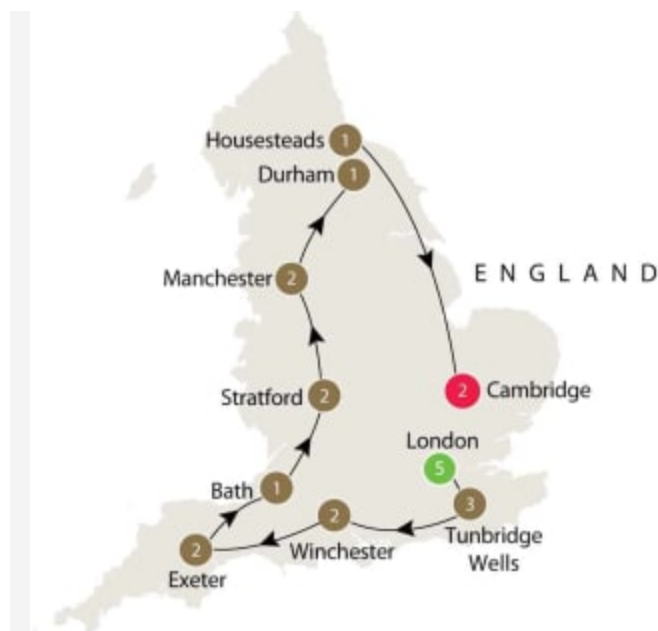 Housesteads 1
Durham 1
Manchester 2
E N G L A N D
Stratford 2
2 Cambridge
London
5
Bath 1
3
2
Tunbridge
Wells
Winchester
2
Exeter